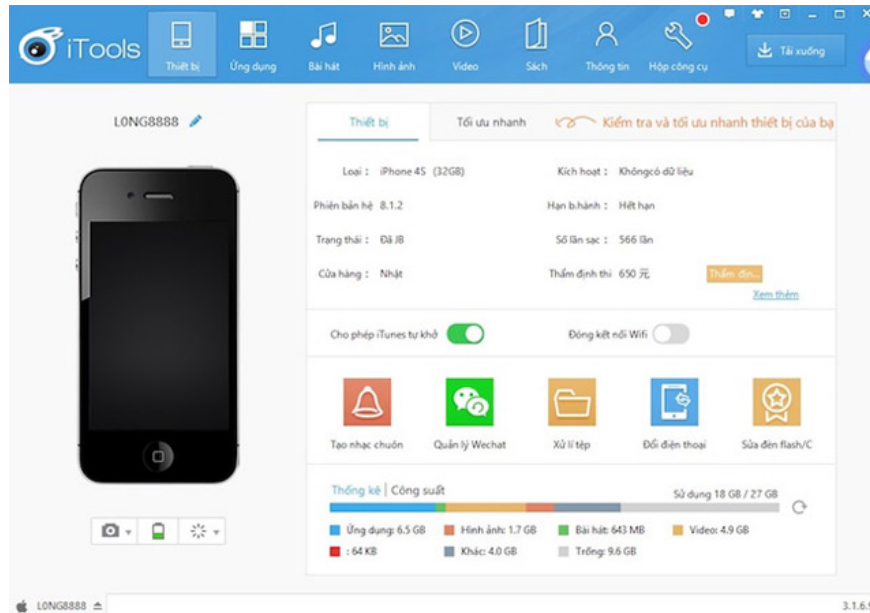 iTools
Thiết bị
Ứng dụng
Bài hát
Hình ảnh
Video
Sách
Thông tin
Hộp công cụ
Tải xuống
L0NG8888
Thiết bị
Tối ưu nhanh
Kiểm tra và tối ưu nhanh thiết bị của bạ
Loại : iPhone 4S (32GB)
Kích hoạt : Khôngcó dữ liệu
Phiên bản hệ 8.1.2
Hạn b.hành : Hết hạn
Trạng thái : Đã JB
Số lần sạc : 566 lần
Cửa hàng : Nhật
Thẩm định thi 650 元
Thẩm địn...
Xem thêm
Cho phép iTunes tự khở
Đóng kết nối Wifi
Tạo nhạc chuôn
Quản lý Wechat
Xử lí tệp
Đổi điện thoại
Sửa đèn flash/C
Thống kê | Công suất
Sử dụng 18 GB / 27 GB
Ứng dụng: 6.5 GB
Hình ảnh: 1.7 GB
Bài hát: 643 MB
Video: 4.9 GB
: 64 KB
Khác: 4.0 GB
Trống: 9.6 GB
L0NG8888
3.1.6.9